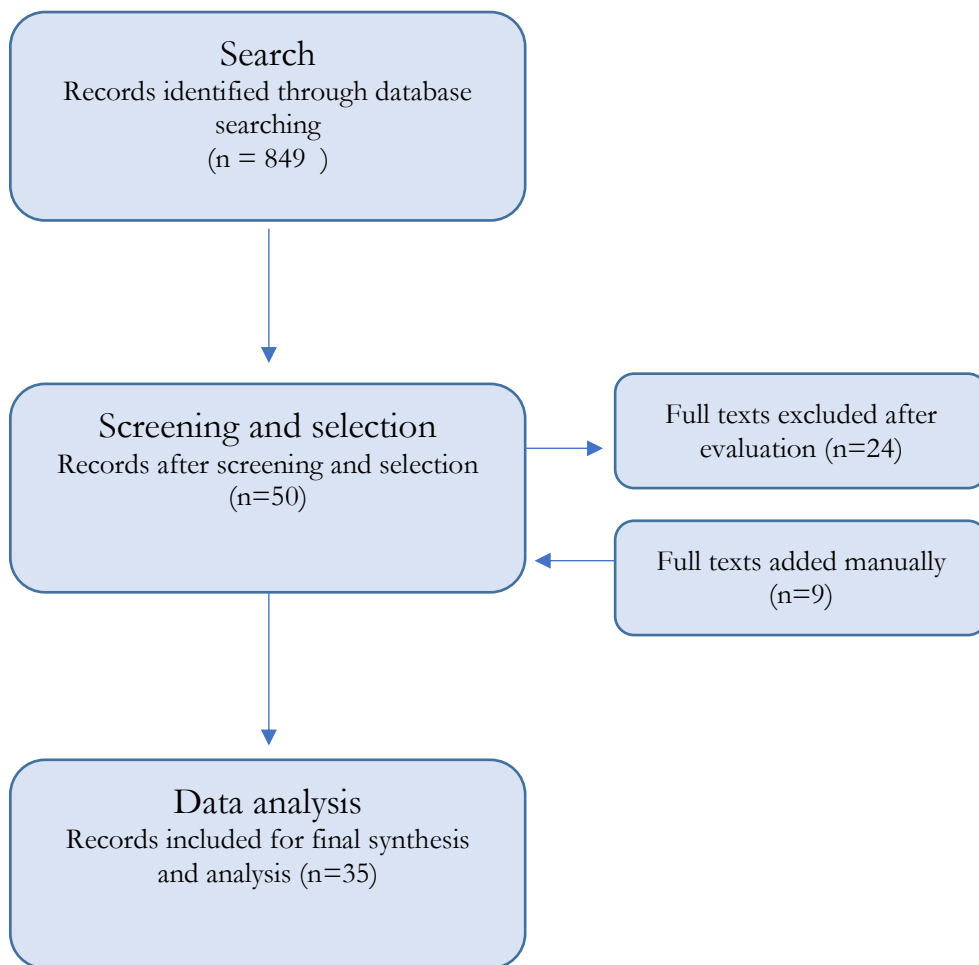 Search
Records identified through database
searching
(n = 849  )
Screening and selection
Records after screening and selection
(n=50)
Full texts excluded after
evaluation (n=24)
Full texts added manually
(n=9)
Data analysis
Records included for final synthesis
and analysis (n=35)